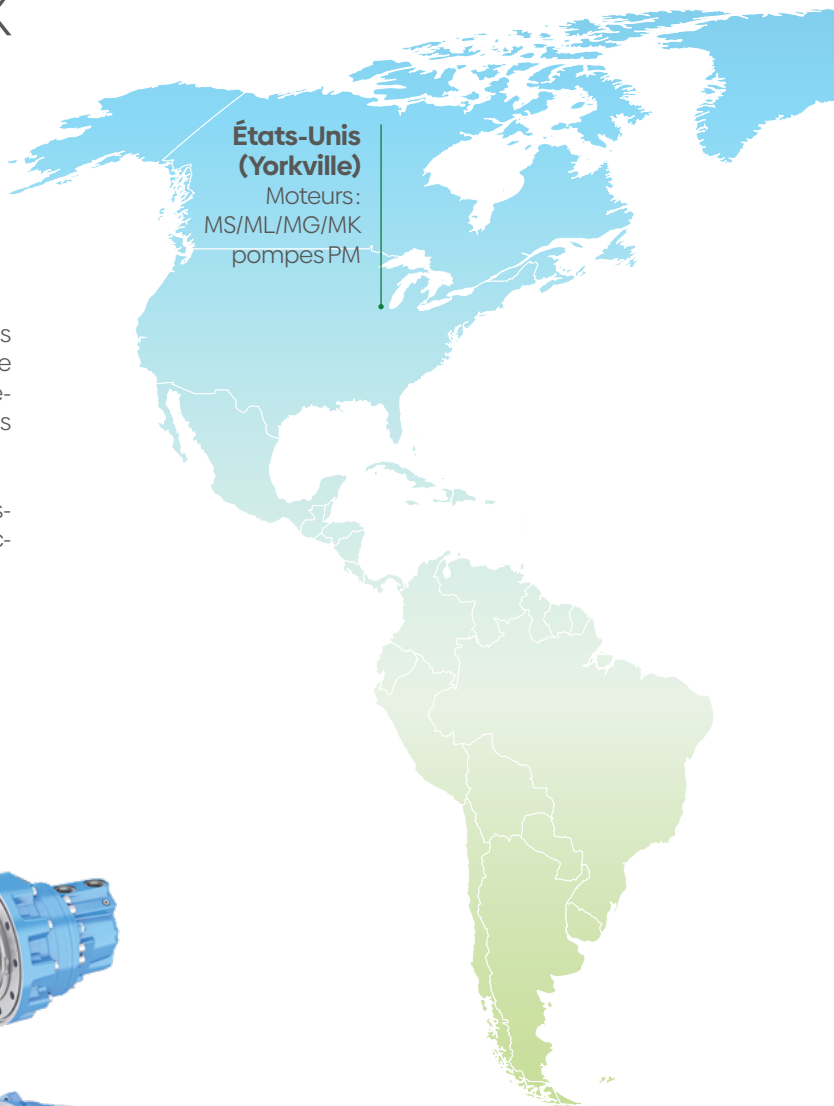 États-Unis
(Yorkville)
Moteurs :
MS/ML/MG/MK
pompes PM